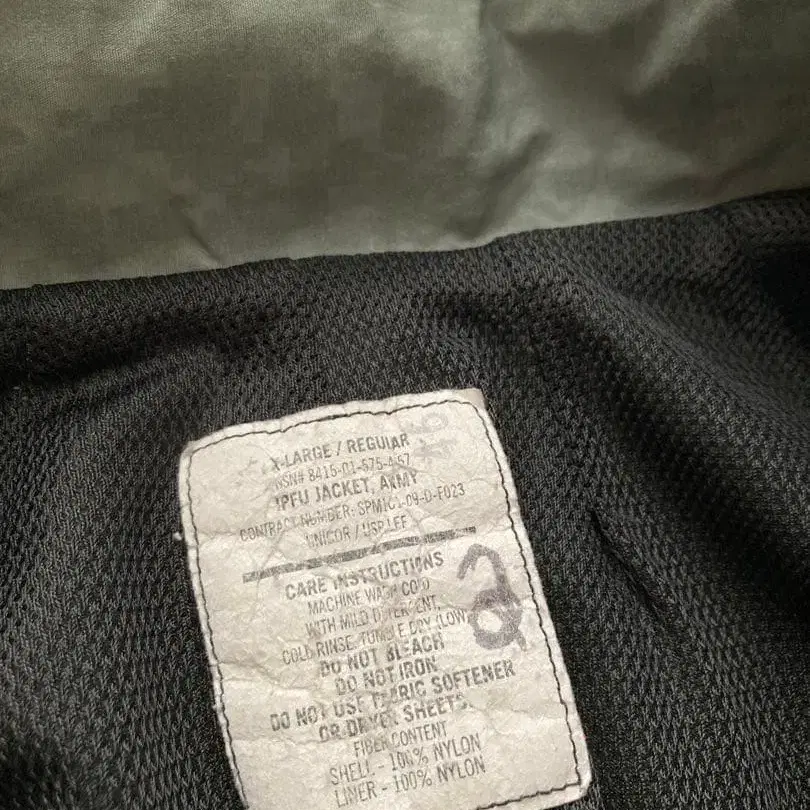 X-LARGE / REGULAR
NSN# 8415-01-575-
IPFU JACKET, ARMY
CONTRACT NUMBER: SPM1C1-09-D-F023
UNICOR / USP LEE
CARE INSTRUCTIONS
MACHINE WASH COLD
WITH MILD DETERGENT,
COLD RINSE, TUMBLE DRY (LOW)
DO NOT BLEACH
DO NOT IRON
DO NOT USE FABRIC SOFTENER
OR DRYER SHEETS
FIBER CONTENT
SHELL - 100% NYLON
LINER - 100% NYLON